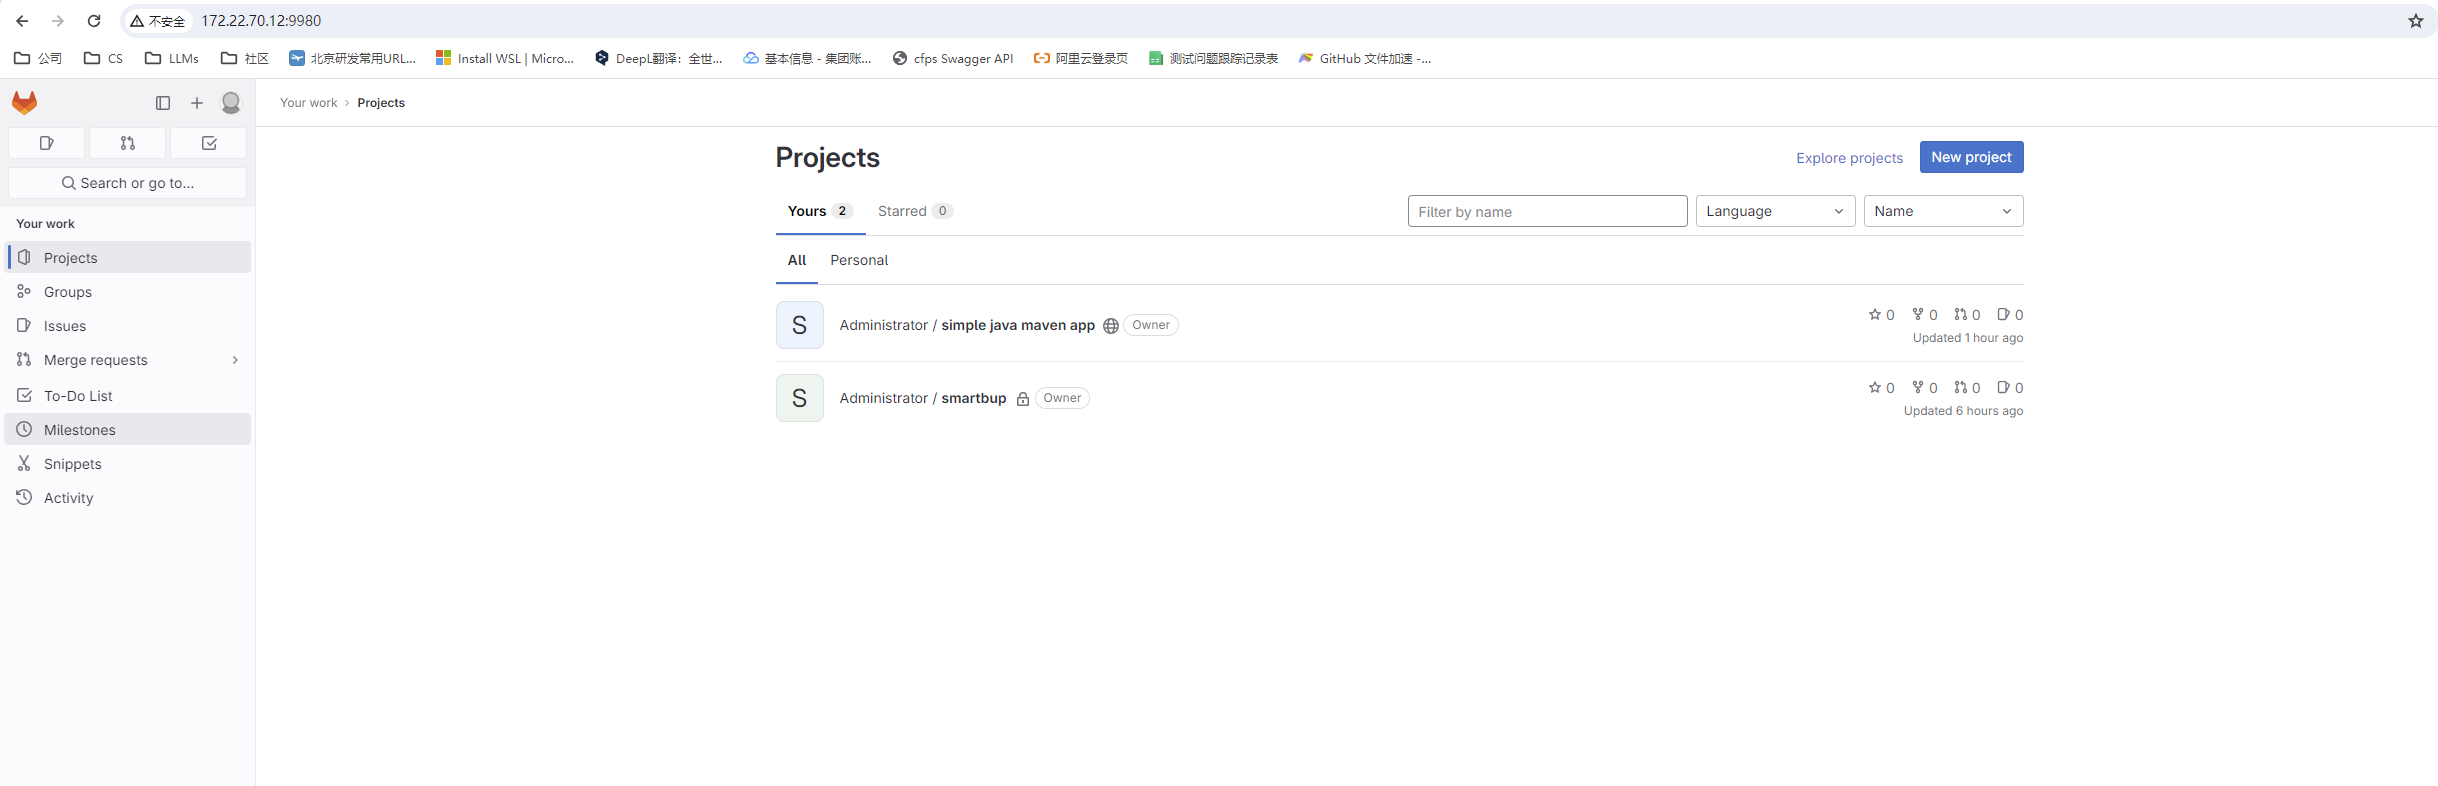 不安全 172.22.70.12:9980
公司 CS LLMs 社区 北京研发常用URL... Install WSL | Micro... DeepL翻译：全世... 基本信息 - 集团账... cfps Swagger API 阿里云登录页 测试问题跟踪记录表 GitHub 文件加速 -...
Your work › Projects
Search or go to...
Your work
Projects
Groups
Issues
Merge requests
To-Do List
Milestones
Snippets
Activity
Projects
Explore projects New project
Yours 2 Starred 0 Filter by name Language Name
All Personal
S Administrator / simple java maven app Owner 0 0 0 0
Updated 1 hour ago
S Administrator / smartbup Owner 0 0 0 0
Updated 6 hours ago